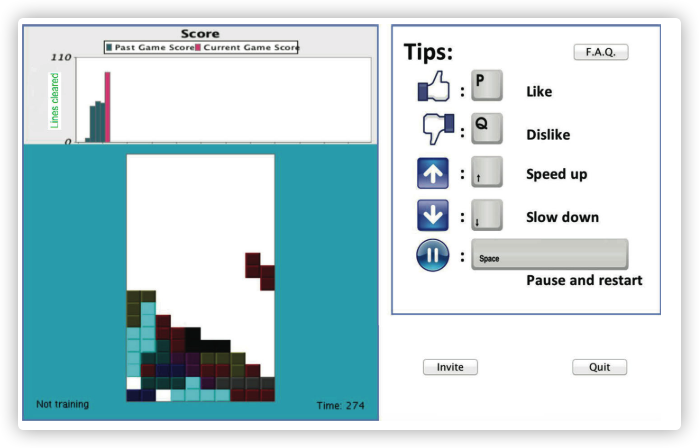 Score
Past Game Score Current Game Score
110
Lines cleared
0
Not training
Time: 274
Tips:
F.A.Q.
: P Like
: Q Dislike
: ↑ Speed up
: ↓ Slow down
: Space
Pause and restart
Invite
Quit